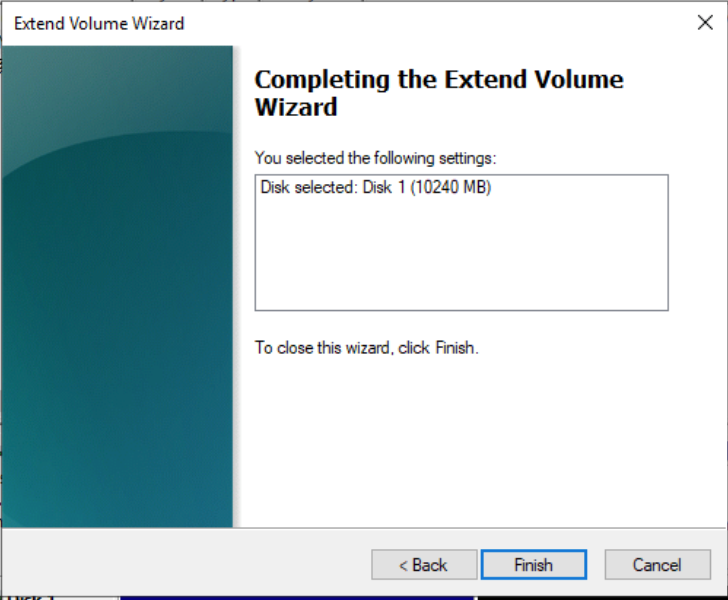 Extend Volume Wizard
Completing the Extend Volume
Wizard
You selected the following settings:
Disk selected: Disk 1 (10240 MB)
To close this wizard, click Finish.
< Back
Finish
Cancel